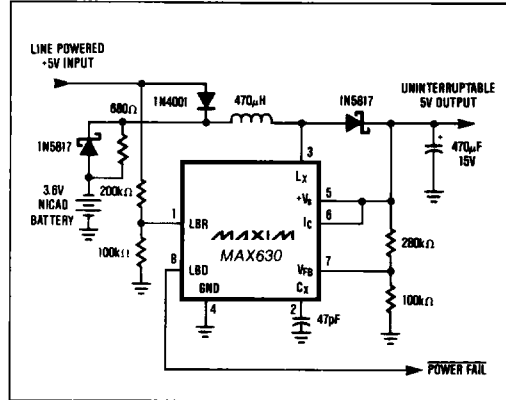 LINE POWERED
+5V INPUT
680Ω
1N4001
470μH
1N5817
UNINTERRUPTABLE
5V OUTPUT
1N5817
470μF
15V
3.6V
NICAD
BATTERY
200kΩ
100kΩ
3
LX
1
LBR
8
LBD
MAXIM
MAX630
+VS
5
IC
6
VFB
7
GND
4
CX
2
47pF
280kΩ
100kΩ
POWER FAIL